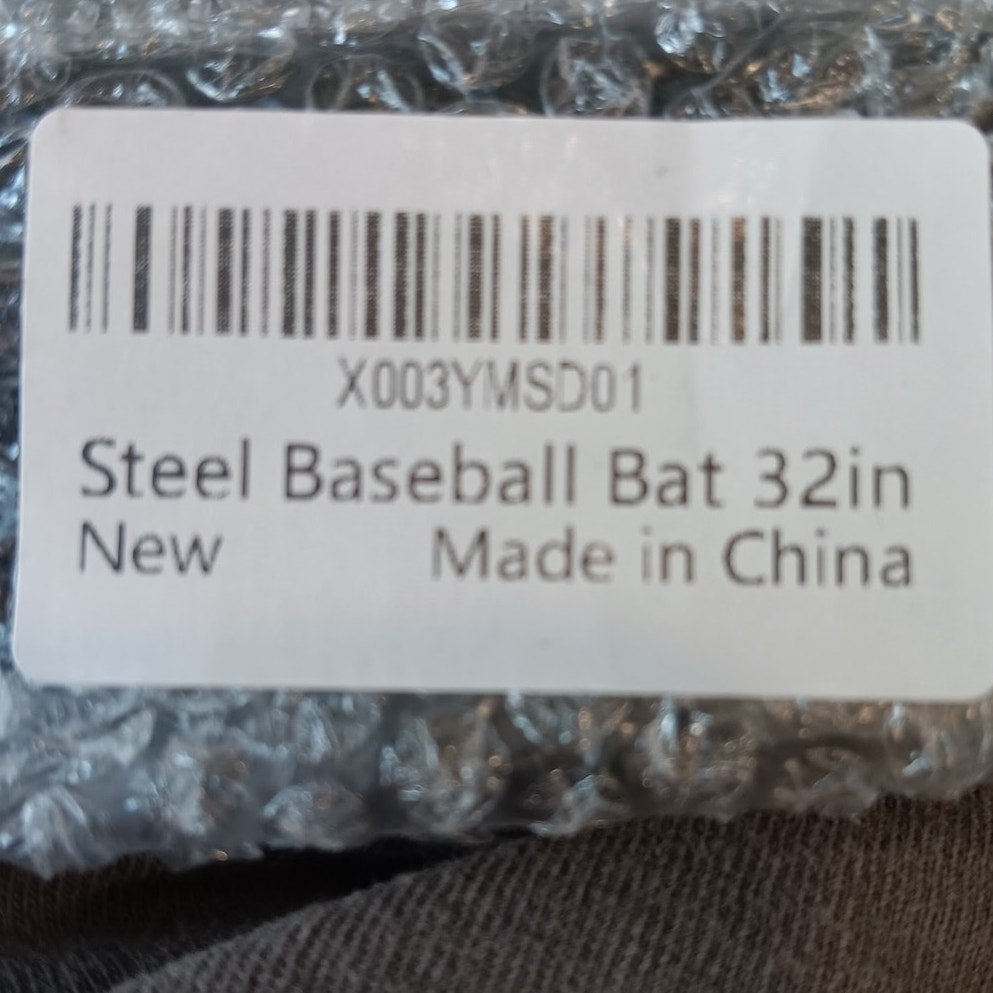 X003YMSD01
Steel Baseball Bat 32in
New Made in China